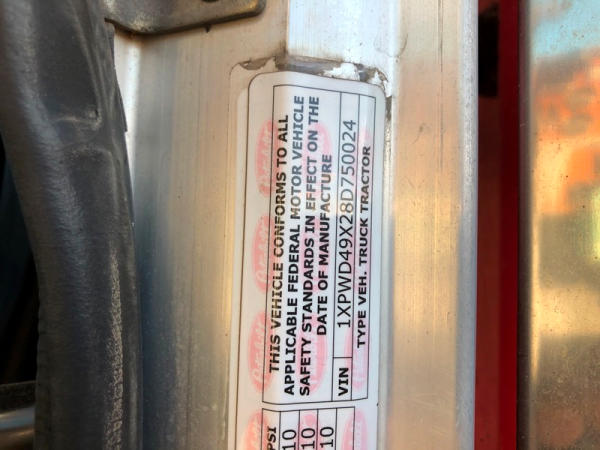 THIS VEHICLE CONFORMS TO ALL
APPLICABLE FEDERAL MOTOR VEHICLE
SAFETY STANDARDS IN EFFECT ON THE
DATE OF MANUFACTURE
VIN 1XPWD49X28D750024
TYPE VEH. TRUCK TRACTOR
PSI
10
10
10